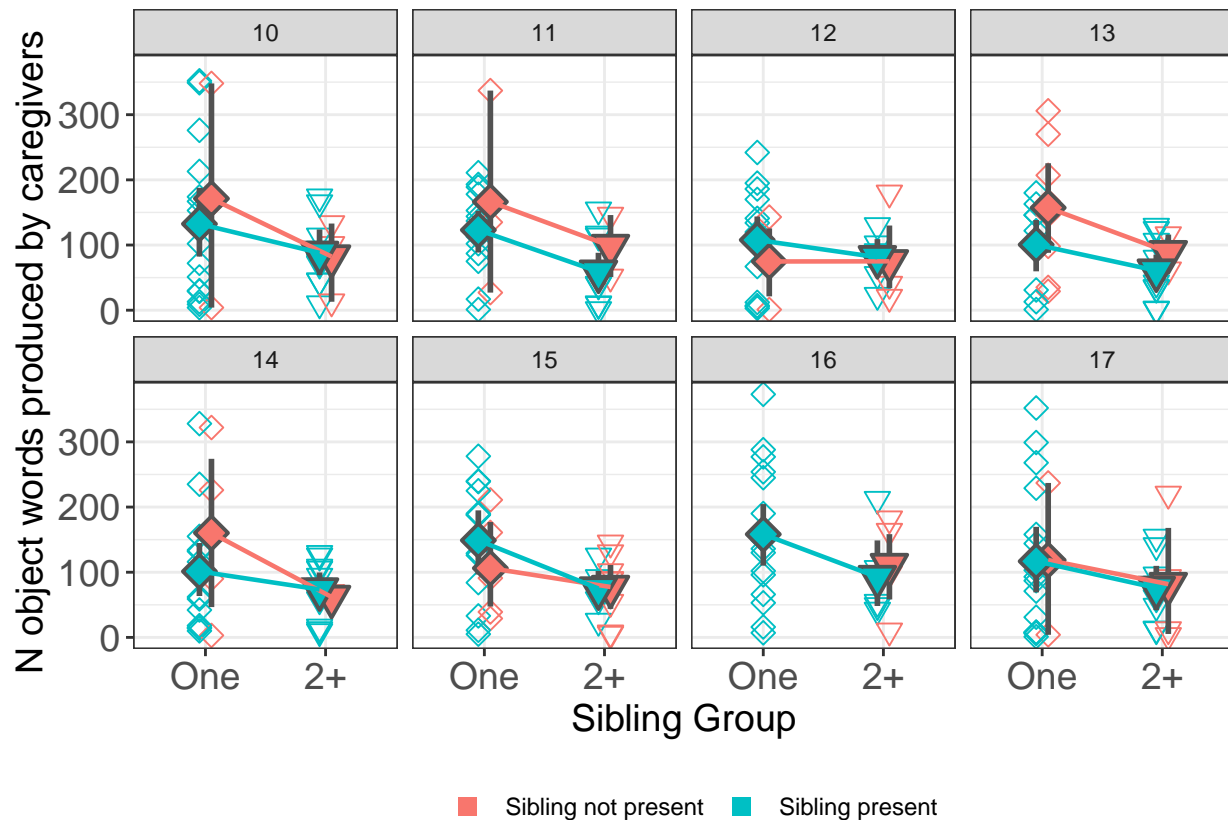 10 11 12 13
300
200
100
0
14 15 16 17
300
200
100
0
N object words produced by caregivers
One 2+ One 2+ One 2+ One 2+
Sibling Group
Sibling not present Sibling present